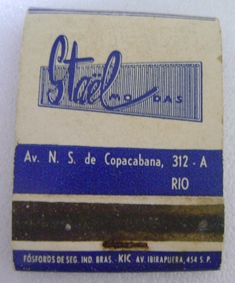 Staël
MODAS
Av. N. S. de Copacabana, 312 - A
RIO
FÓSFOROS DE SEG. IND. BRAS. - KIC AV. IBIRAPUERA, 454 S. P.